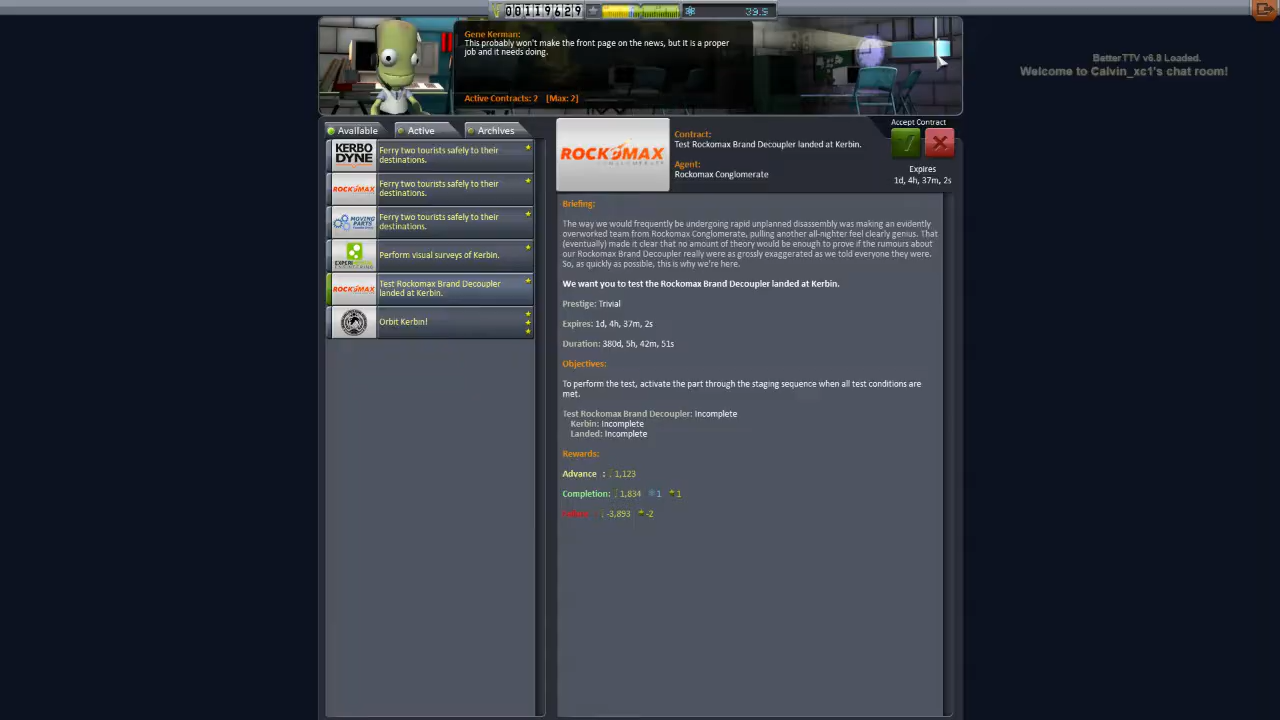 00119629
39.5
Gene Kerman:
This probably won't make the front page on the news, but it is a proper
job and it needs doing.
Active Contracts: 2 [Max: 2]
BetterTTV v6.8 Loaded.
Welcome to Calvin_xc1's chat room!
Available
Active
Archives
KERBO
DYNE
Ferry two tourists safely to their
destinations.
ROCKOMAX
Ferry two tourists safely to their
destinations.
MOVING
PARTS
Ferry two tourists safely to their
destinations.
Perform visual surveys of Kerbin.
ROCKOMAX
Test Rockomax Brand Decoupler
landed at Kerbin.
Orbit Kerbin!
ROCKOMAX
CONGLOMERATE
Contract:
Test Rockomax Brand Decoupler landed at Kerbin.
Agent:
Rockomax Conglomerate
Accept Contract
Expires
1d, 4h, 37m, 2s
Briefing:
The way we would frequently be undergoing rapid unplanned disassembly was making an evidently
overworked team from Rockomax Conglomerate, pulling another all-nighter feel clearly genius. That
(eventually) made it clear that no amount of theory would be enough to prove if the rumours about
our Rockomax Brand Decoupler really were as grossly exaggerated as we told everyone they were.
So, as quickly as possible, this is why we're here.
We want you to test the Rockomax Brand Decoupler landed at Kerbin.
Prestige: Trivial
Expires: 1d, 4h, 37m, 2s
Duration: 380d, 5h, 42m, 51s
Objectives:
To perform the test, activate the part through the staging sequence when all test conditions are
met.
Test Rockomax Brand Decoupler: Incomplete
Kerbin: Incomplete
Landed: Incomplete
Rewards:
Advance : 1,123
Completion: 1,834 1 1
-3,893 -2